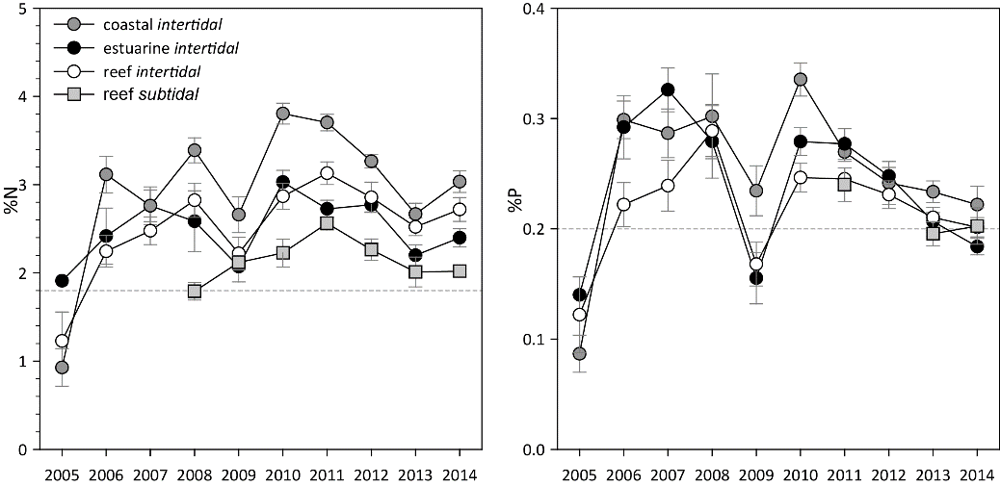 coastal intertidal
estuarine intertidal
reef intertidal
reef subtidal
%N
5
4
3
2
1
0
2005 2006 2007 2008 2009 2010 2011 2012 2013 2014
%P
0.4
0.3
0.2
0.1
0.0
2005 2006 2007 2008 2009 2010 2011 2012 2013 2014